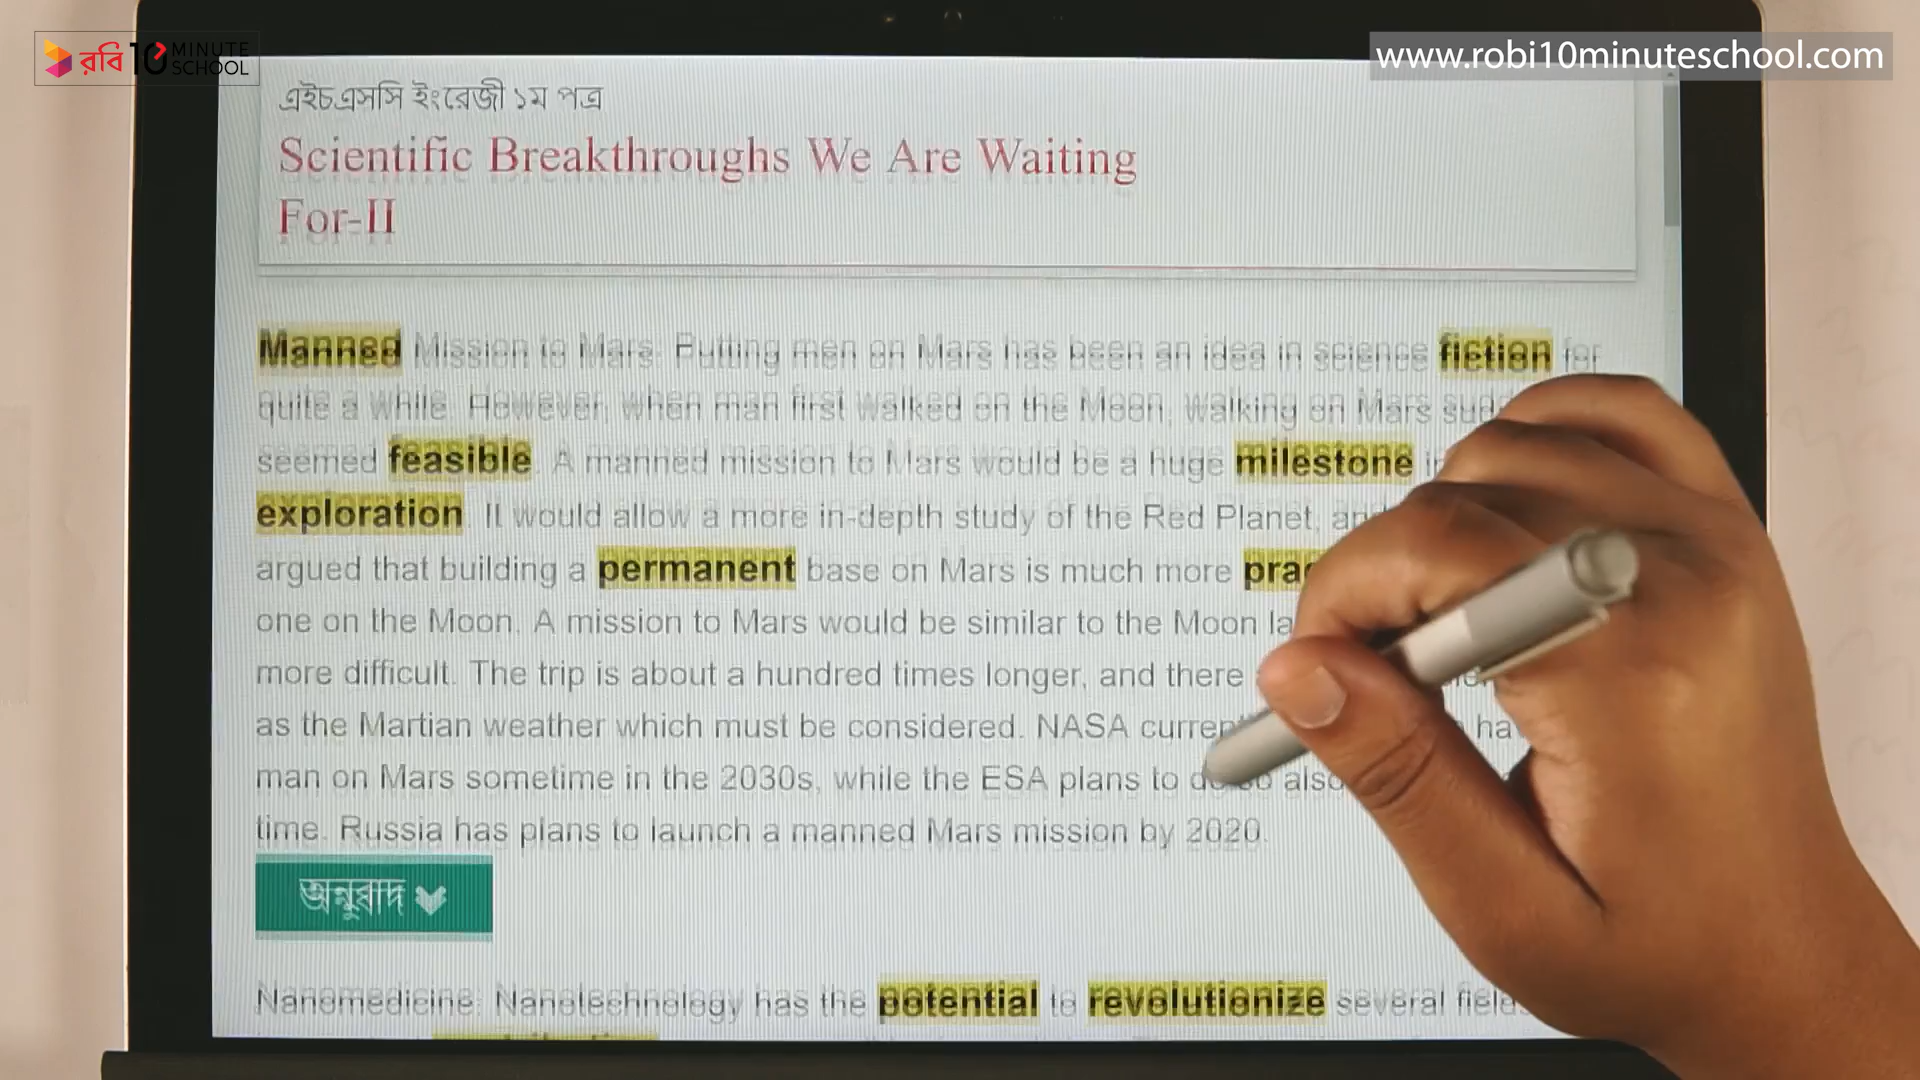 রবি 10 MINUTE SCHOOL
www.robi10minuteschool.com
এইচএসসি ইংরেজী ১ম পত্র
Scientific Breakthroughs We Are Waiting
For-II
Manned Mission to Mars: Putting men on Mars has been an idea in science fiction for
quite a while. However, when man first walked on the Moon, walking on Mars
seemed feasible. A manned mission to Mars would be a huge milestone
exploration. It would allow a more in-depth study of the Red Planet,
argued that building a permanent base on Mars is much more
one on the Moon. A mission to Mars would be similar to the Moon
more difficult. The trip is about a hundred times longer, and there
as the Martian weather which must be considered. NASA
man on Mars sometime in the 2030s, while the ESA plans to do so also
time. Russia has plans to launch a manned Mars mission by 2020.
অনুবাদ
Nanomedicine: Nanotechnology has the potential to revolutionize several